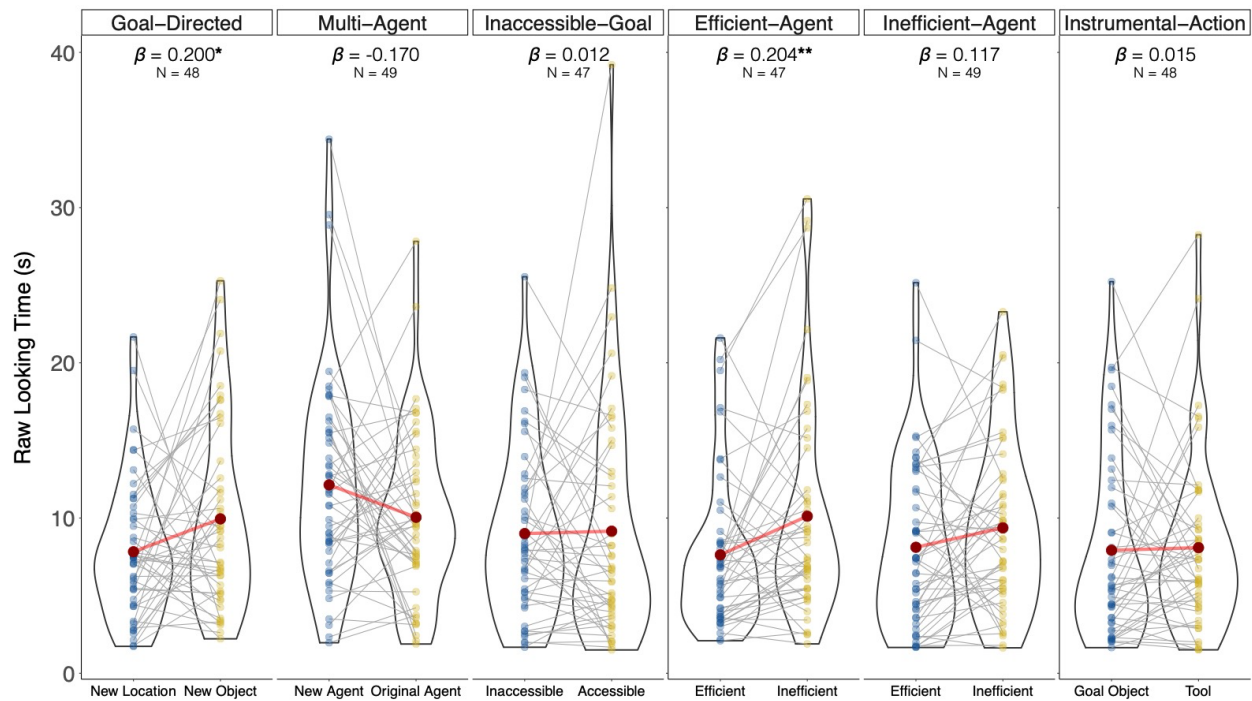 Goal−Directed Multi−Agent Inaccessible−Goal Efficient−Agent Inefficient−Agent Instrumental−Action
β = 0.200* β = -0.170 β = 0.012 β = 0.204** β = 0.117 β = 0.015
N = 48 N = 49 N = 47 N = 47 N = 49 N = 48
40
30
20
10
0
Raw Looking Time (s)
New Location New Object New Agent Original Agent Inaccessible Accessible Efficient Inefficient Efficient Inefficient Goal Object Tool